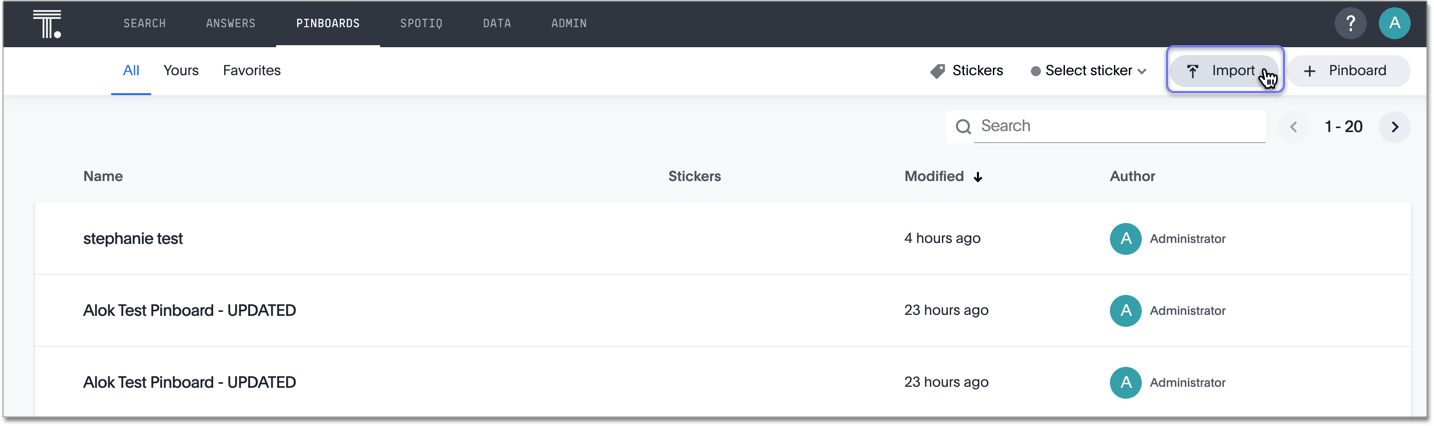 SEARCH ANSWERS PINBOARDS SPOTIQ DATA ADMIN ? A
All Yours Favorites Stickers Select sticker Import + Pinboard
Search 1 - 20
Name Stickers Modified Author
stephanie test 4 hours ago A Administrator
Alok Test Pinboard - UPDATED 23 hours ago A Administrator
Alok Test Pinboard - UPDATED 23 hours ago A Administrator